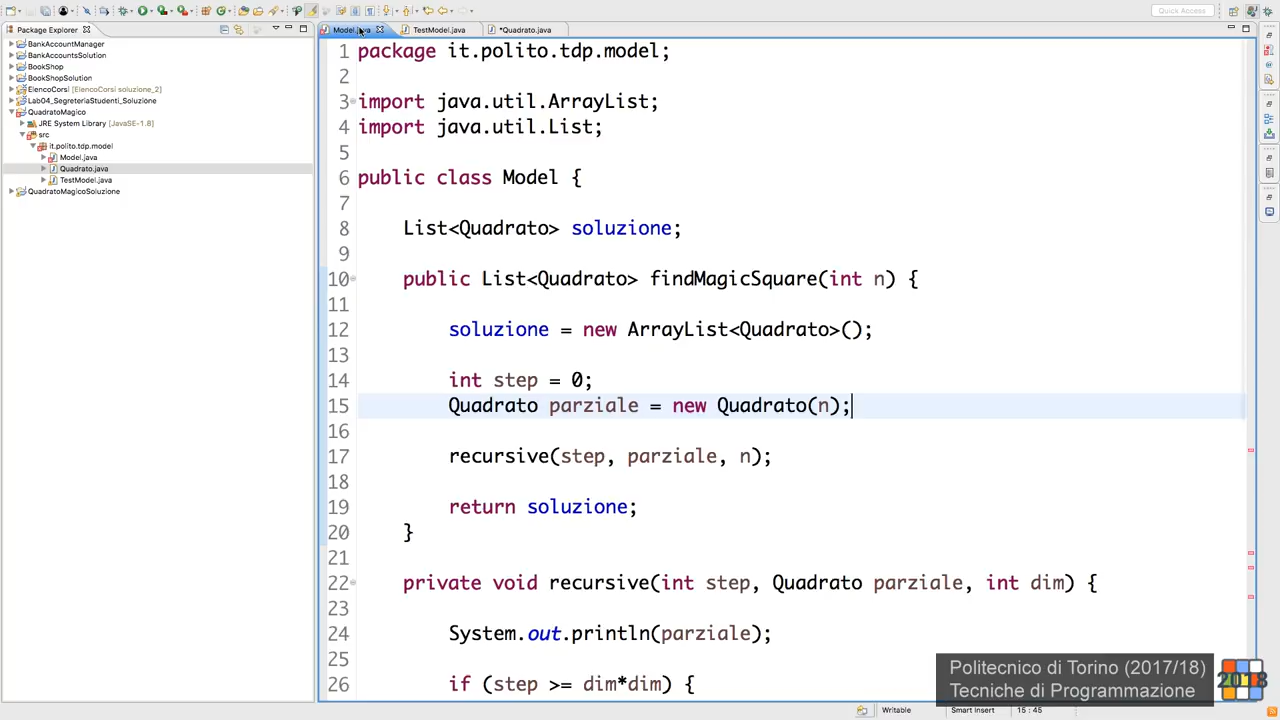 Quick Access
Package Explorer
Model.java
TestModel.java
*Quadrato.java
BankAccountManager
BankAccountsSolution
BookShop
BookShopSolution
ElencoCorsi [ElencoCorsi soluzione_2]
Lab04_SegreteriaStudenti_Soluzione
QuadratoMagico
JRE System Library [JavaSE-1.8]
src
it.polito.tdp.model
Model.java
Quadrato.java
TestModel.java
QuadratoMagicoSoluzione
1 package it.polito.tdp.model;
2
3 import java.util.ArrayList;
4 import java.util.List;
5
6 public class Model {
7
8 List<Quadrato> soluzione;
9
10 public List<Quadrato> findMagicSquare(int n) {
11
12 soluzione = new ArrayList<Quadrato>();
13
14 int step = 0;
15 Quadrato parziale = new Quadrato(n);
16
17 recursive(step, parziale, n);
18
19 return soluzione;
20 }
21
22 private void recursive(int step, Quadrato parziale, int dim) {
23
24 System.out.println(parziale);
25
26 if (step >= dim*dim) {
Politecnico di Torino (2017/18)
Tecniche di Programmazione
2018
Writable
Smart Insert
15 : 45